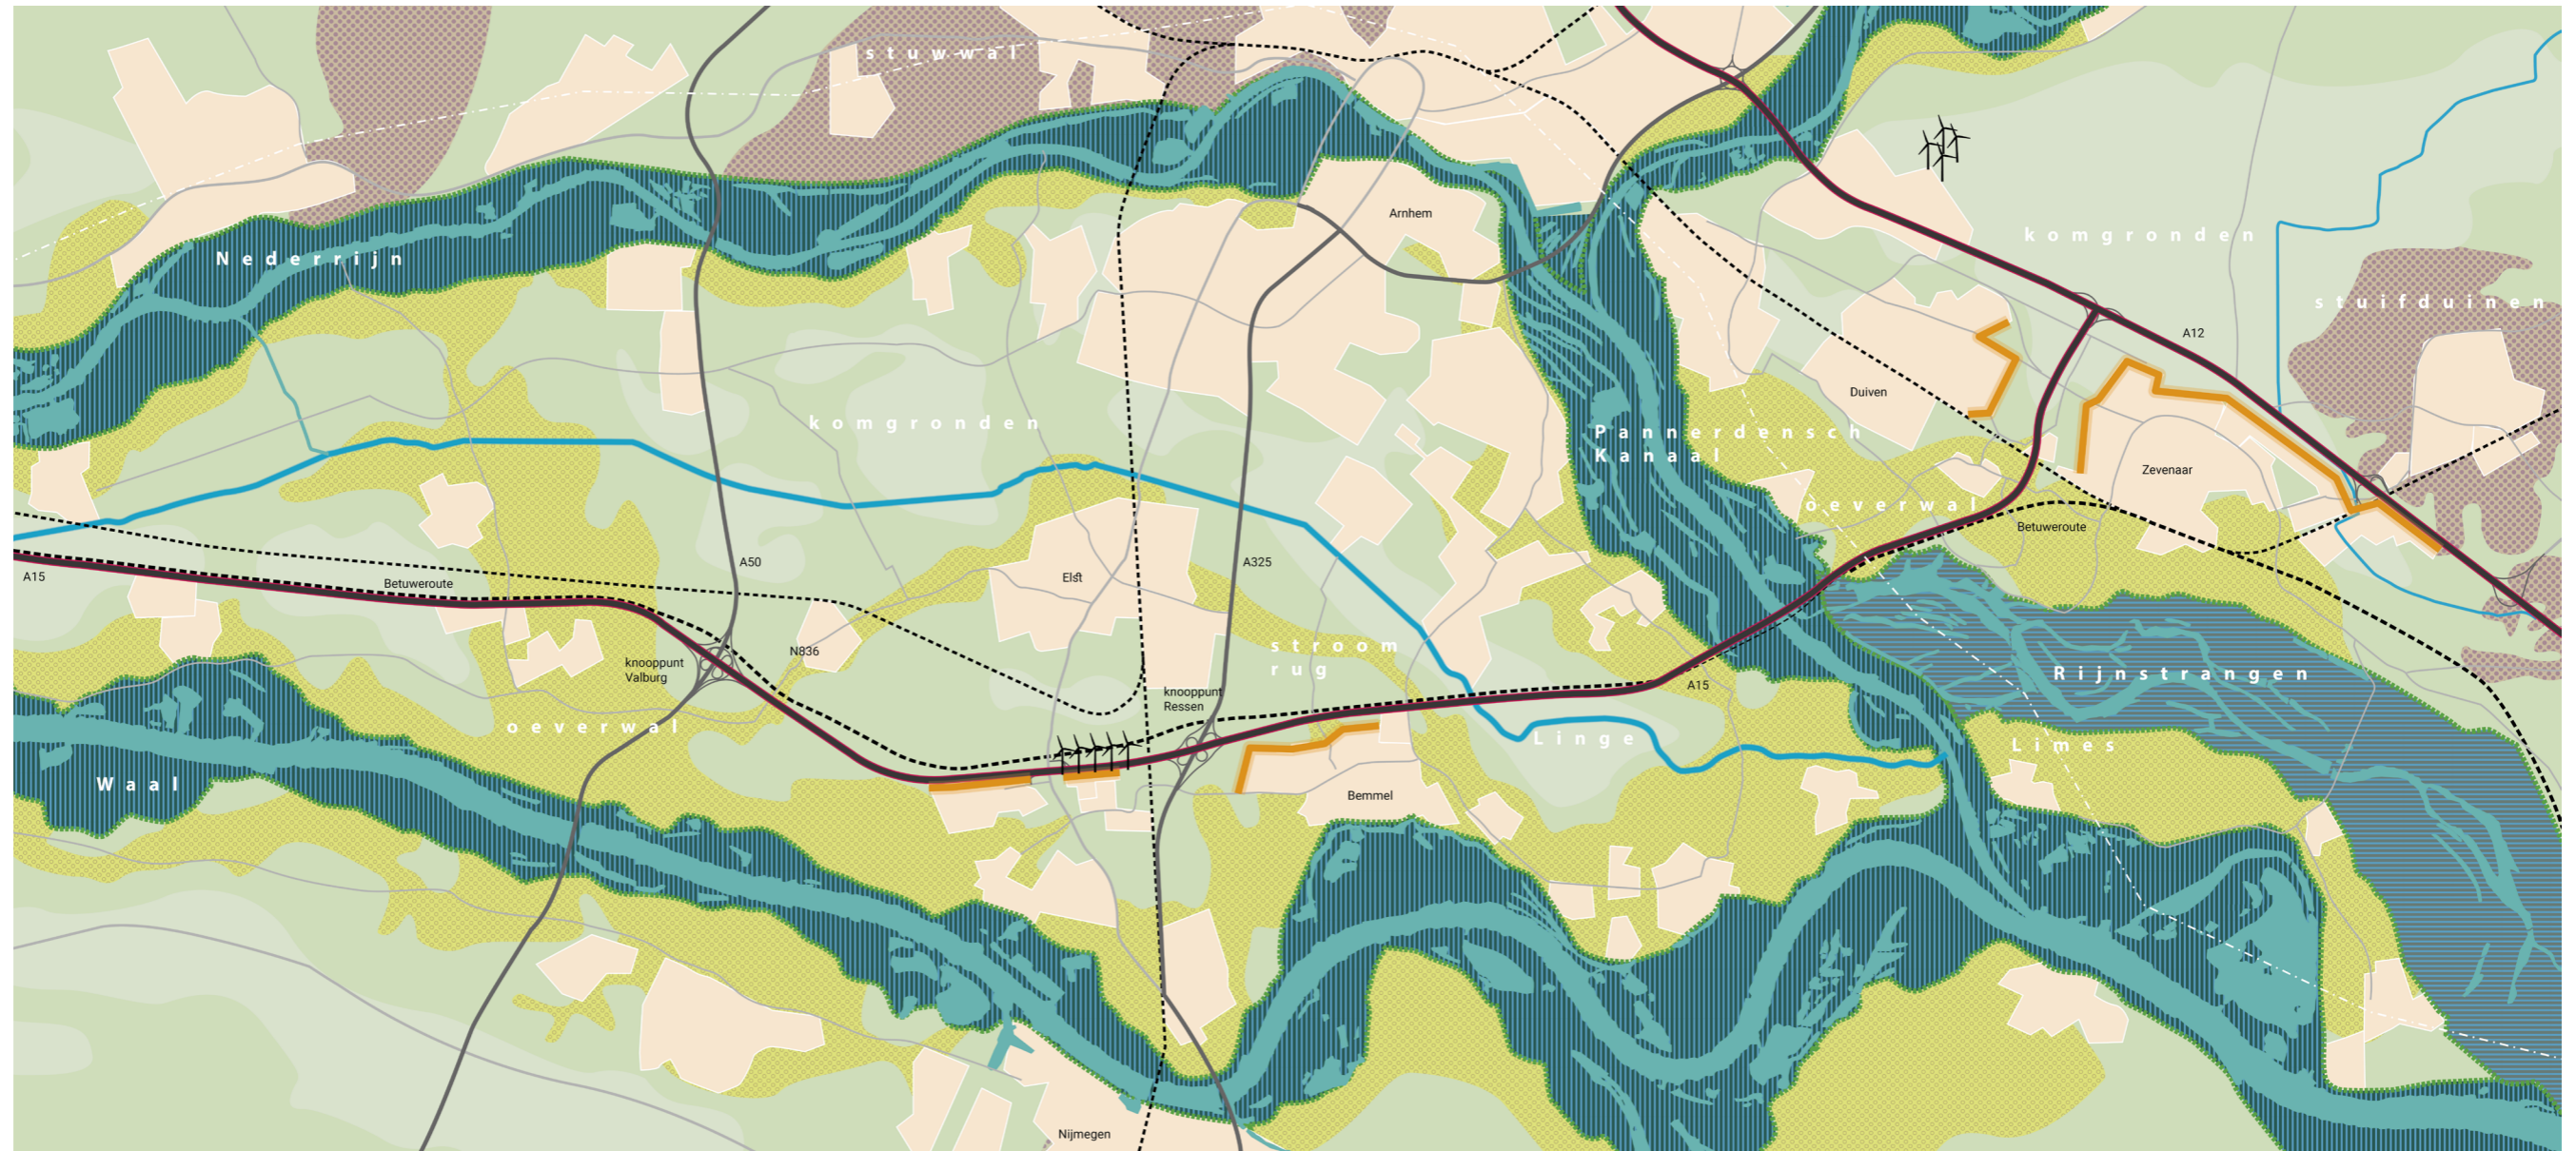 stuwwal
Arnhem
Nederrijn
komgronden
stuifduinen
A12
Duiven
komgronden
Pannerdensch
Kanaal
Zevenaar
oeverwal
Betuweroute
A15
Betuweroute
A50
Elst
A325
N836
knooppunt
Valburg
stroom
rug
knooppunt
Ressen
A15
Rijnstrangen
oeverwal
Linge
Limes
Waal
Bemmel
Nijmegen